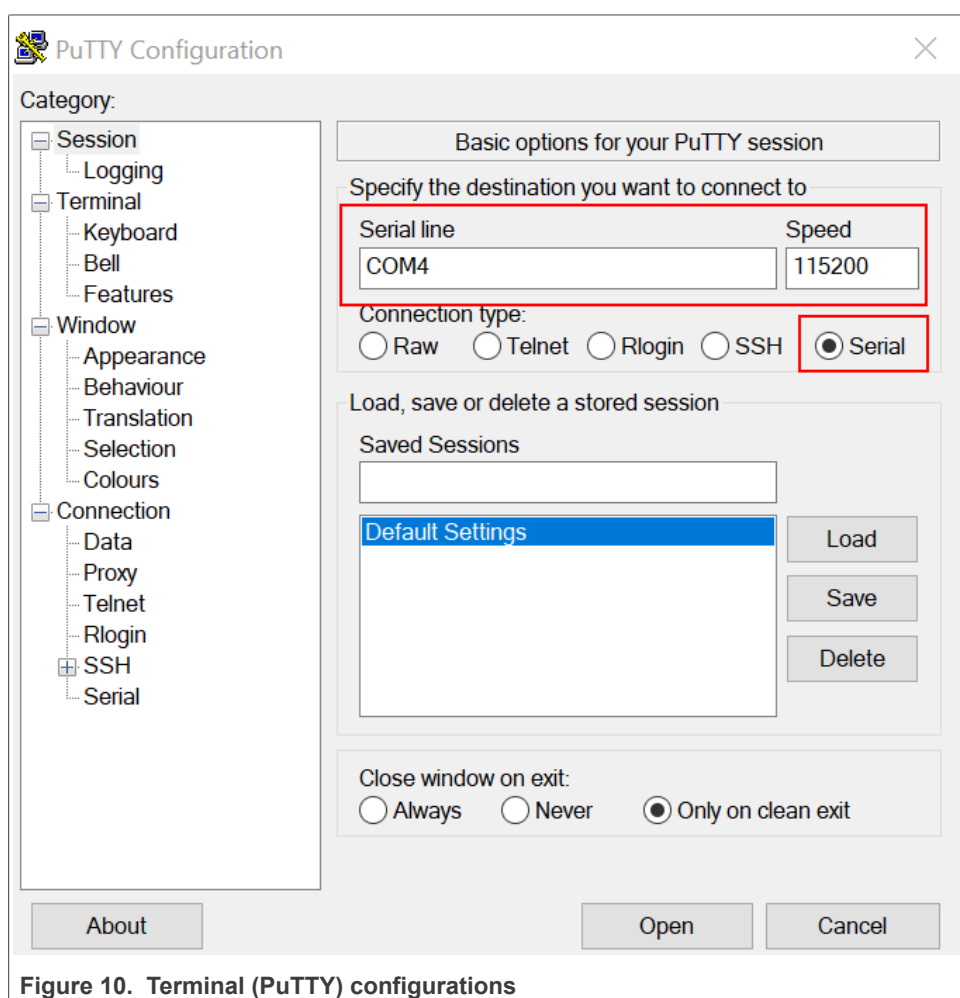 PuTTY Configuration
Category:
Session
Logging
Terminal
Keyboard
Bell
Features
Window
Appearance
Behaviour
Translation
Selection
Colours
Connection
Data
Proxy
Telnet
Rlogin
SSH
Serial
Basic options for your PuTTY session
Specify the destination you want to connect to
Serial line Speed
COM4 115200
Connection type:
Raw Telnet Rlogin SSH Serial
Load, save or delete a stored session
Saved Sessions
Default Settings
Load
Save
Delete
Close window on exit:
Always Never Only on clean exit
About Open Cancel
Figure 10. Terminal (PuTTY) configurations